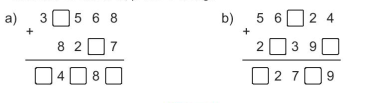 a) 3 □ 5 6 8
+
8 2 □ 7
□ 4 □ 8 □
b) 5 6 □ 2 4
+
2 □ 3 9 □
□ 2 7 □ 9